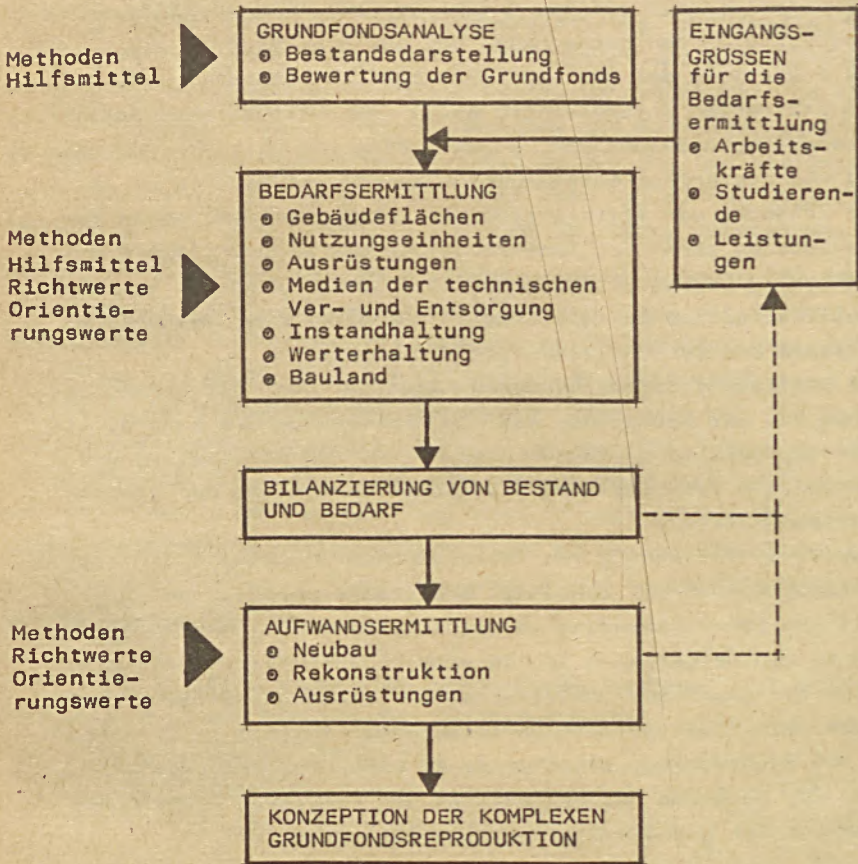 Methoden
Hilfsmittel
GRUNDFONDSANALYSE
● Bestandsdarstellung
● Bewertung der Grundfonds
EINGANGS-
GRÖSSEN
für die
Bedarfs-
ermittlung
● Arbeits-
kräfte
● Studieren-
de
● Leistun-
gen
Methoden
Hilfsmittel
Richtwerte
Orientie-
rungswerte
BEDARFSERMITTLUNG
● Gebäudeflächen
● Nutzungseinheiten
● Ausrüstungen
● Medien der technischen
Ver- und Entsorgung
● Instandhaltung
● Werterhaltung
● Bauland
BILANZIERUNG VON BESTAND
UND BEDARF
Methoden
Richtwerte
Orientie-
rungswerte
AUFWANDSERMITTLUNG
● Neubau
● Rekonstruktion
● Ausrüstungen
KONZEPTION DER KOMPLEXEN
GRUNDFONDSREPRODUKTION